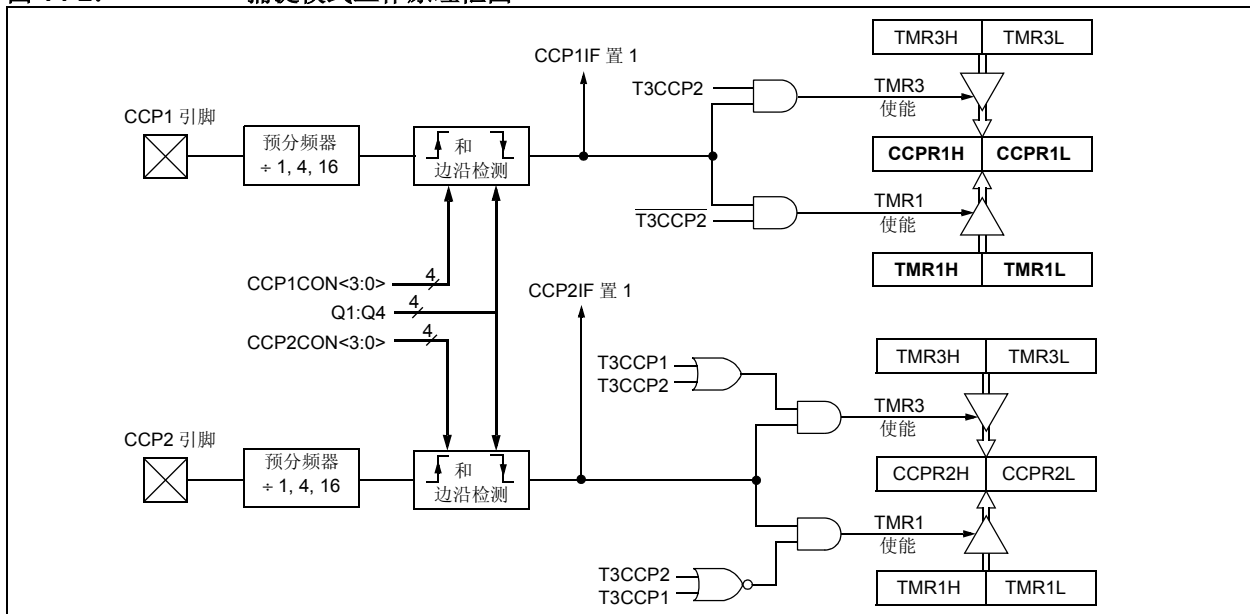 CCP1IF 置 1
TMR3H TMR3L
T3CCP2
TMR3
使能
CCP1 引脚
预分频器
÷ 1, 4, 16
和
边沿检测
CCPR1H CCPR1L
T3CCP2
TMR1
使能
TMR1H TMR1L
CCP1CON<3:0> 4
Q1:Q4 4
CCP2CON<3:0> 4
CCP2IF 置 1
TMR3H TMR3L
T3CCP1
T3CCP2
TMR3
使能
CCP2 引脚
预分频器
÷ 1, 4, 16
和
边沿检测
CCPR2H CCPR2L
TMR1
使能
T3CCP2
T3CCP1
TMR1H TMR1L